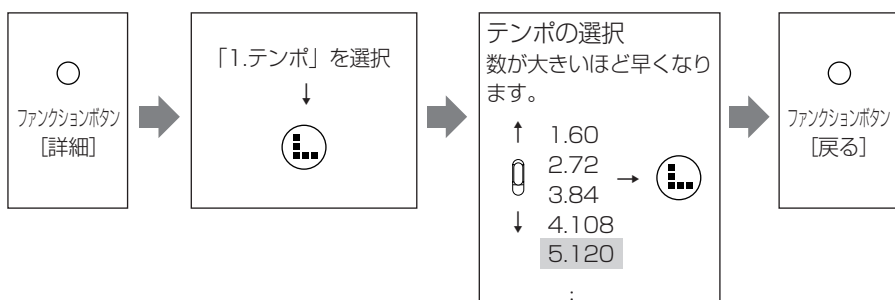 ファンクションボタン
[詳細]
「1.テンポ」を選択
↓
テンポの選択
数が大きいほど早くなり
ます。
↑ 1.60
2.72
3.84 →
↓ 4.108
5.120
:
ファンクションボタン
[戻る]